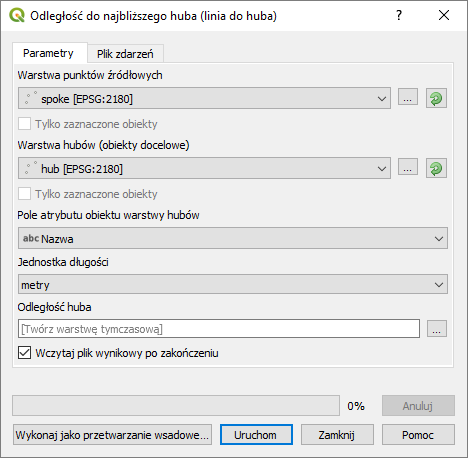 Odległość do najbliższego huba (linia do huba)
Parametry
Plik zdarzeń
Warstwa punktów źródłowych
spoke [EPSG:2180]
...
Tylko zaznaczone obiekty
Warstwa hubów (obiekty docelowe)
hub [EPSG:2180]
...
Tylko zaznaczone obiekty
Pole atrybutu obiektu warstwy hubów
abc Nazwa
Jednostka długości
metry
Odległość huba
[Twórz warstwę tymczasową]
...
Wczytaj plik wynikowy po zakończeniu
0%
Anuluj
Wykonaj jako przetwarzanie wsadowe...
Uruchom
Zamknij
Pomoc